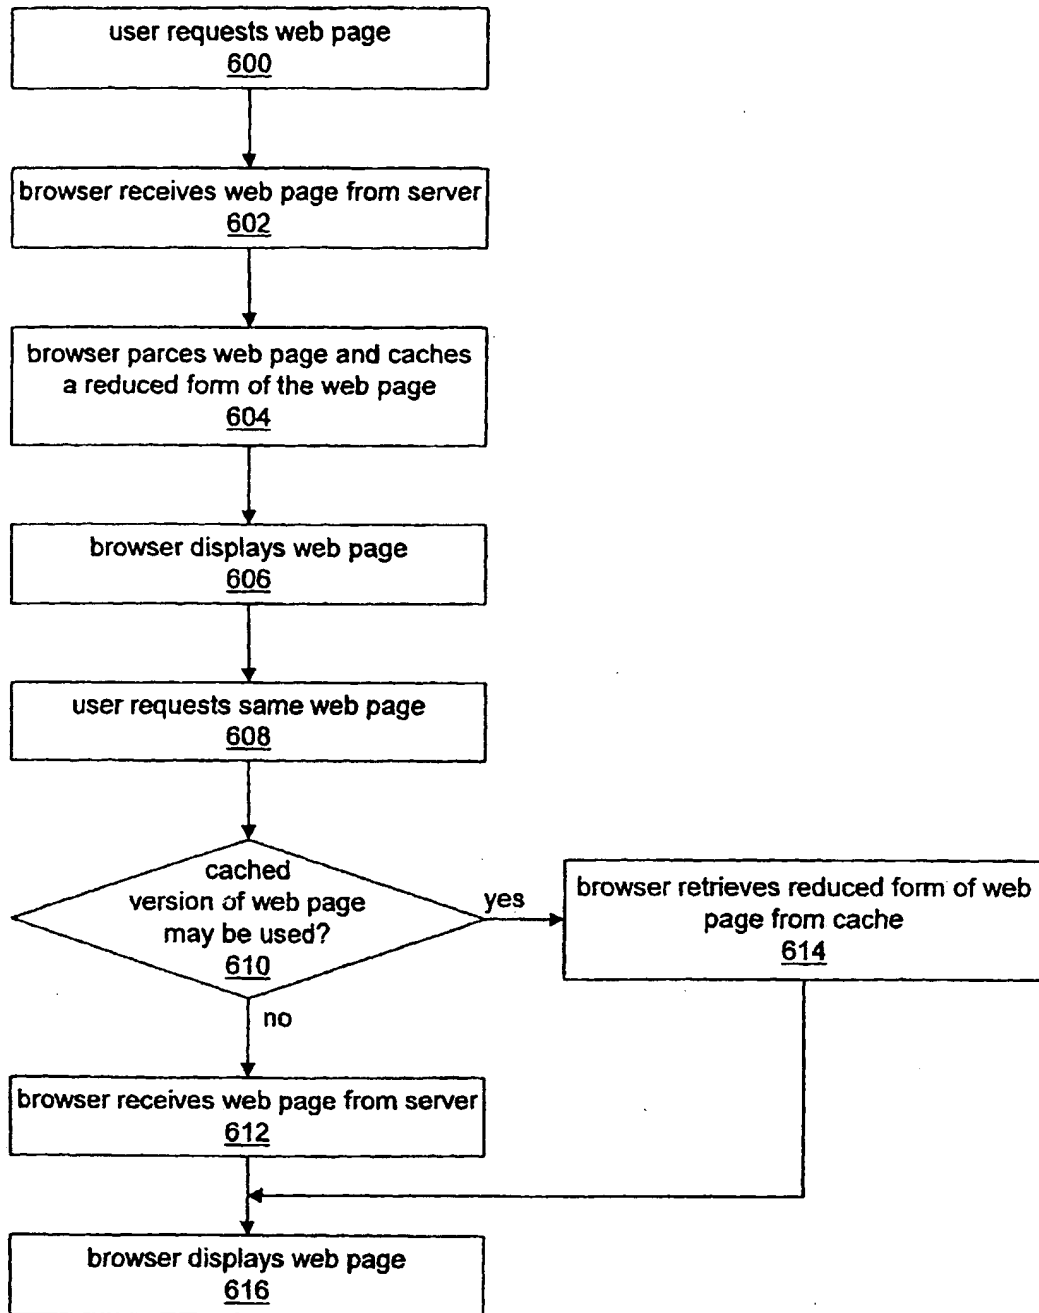 user requests web page
600
browser receives web page from server
602
browser parces web page and caches
a reduced form of the web page
604
browser displays web page
606
user requests same web page
608
cached
version of web page
may be used?
610
yes
browser retrieves reduced form of web
page from cache
614
no
browser receives web page from server
612
browser displays web page
616